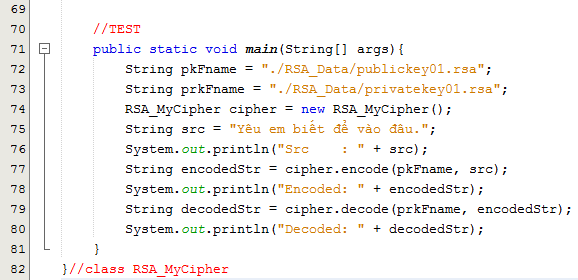 69
70 //TEST
71 public static void main(String[] args){
72 String pkFname = "./RSA_Data/publickey01.rsa";
73 String prkFname = "./RSA_Data/privatekey01.rsa";
74 RSA_MyCipher cipher = new RSA_MyCipher();
75 String src = "Yêu em biết để vào đâu.";
76 System.out.println("Src    : " + src);
77 String encodedStr = cipher.encode(pkFname, src);
78 System.out.println("Encoded: " + encodedStr);
79 String decodedStr = cipher.decode(prkFname, encodedStr);
80 System.out.println("Decoded: " + decodedStr);
81 }
82 }//class RSA_MyCipher